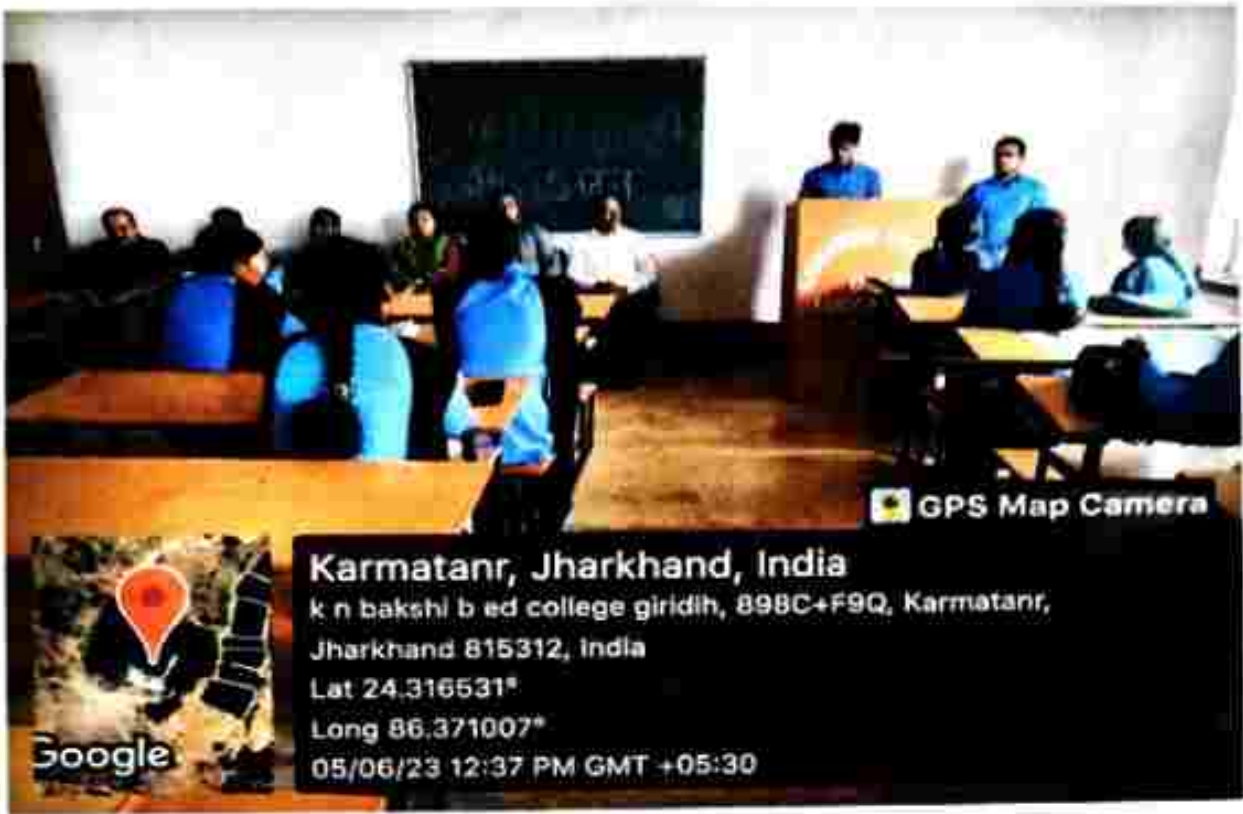 GPS Map Camera
Karmatanr, Jharkhand, India
k n bakshi b ed college giridih, 898C+F9Q, Karmatanr,
Jharkhand 815312, India
Lat 24.316531°
Long 86.371007°
05/06/23 12:37 PM GMT +05:30
Google